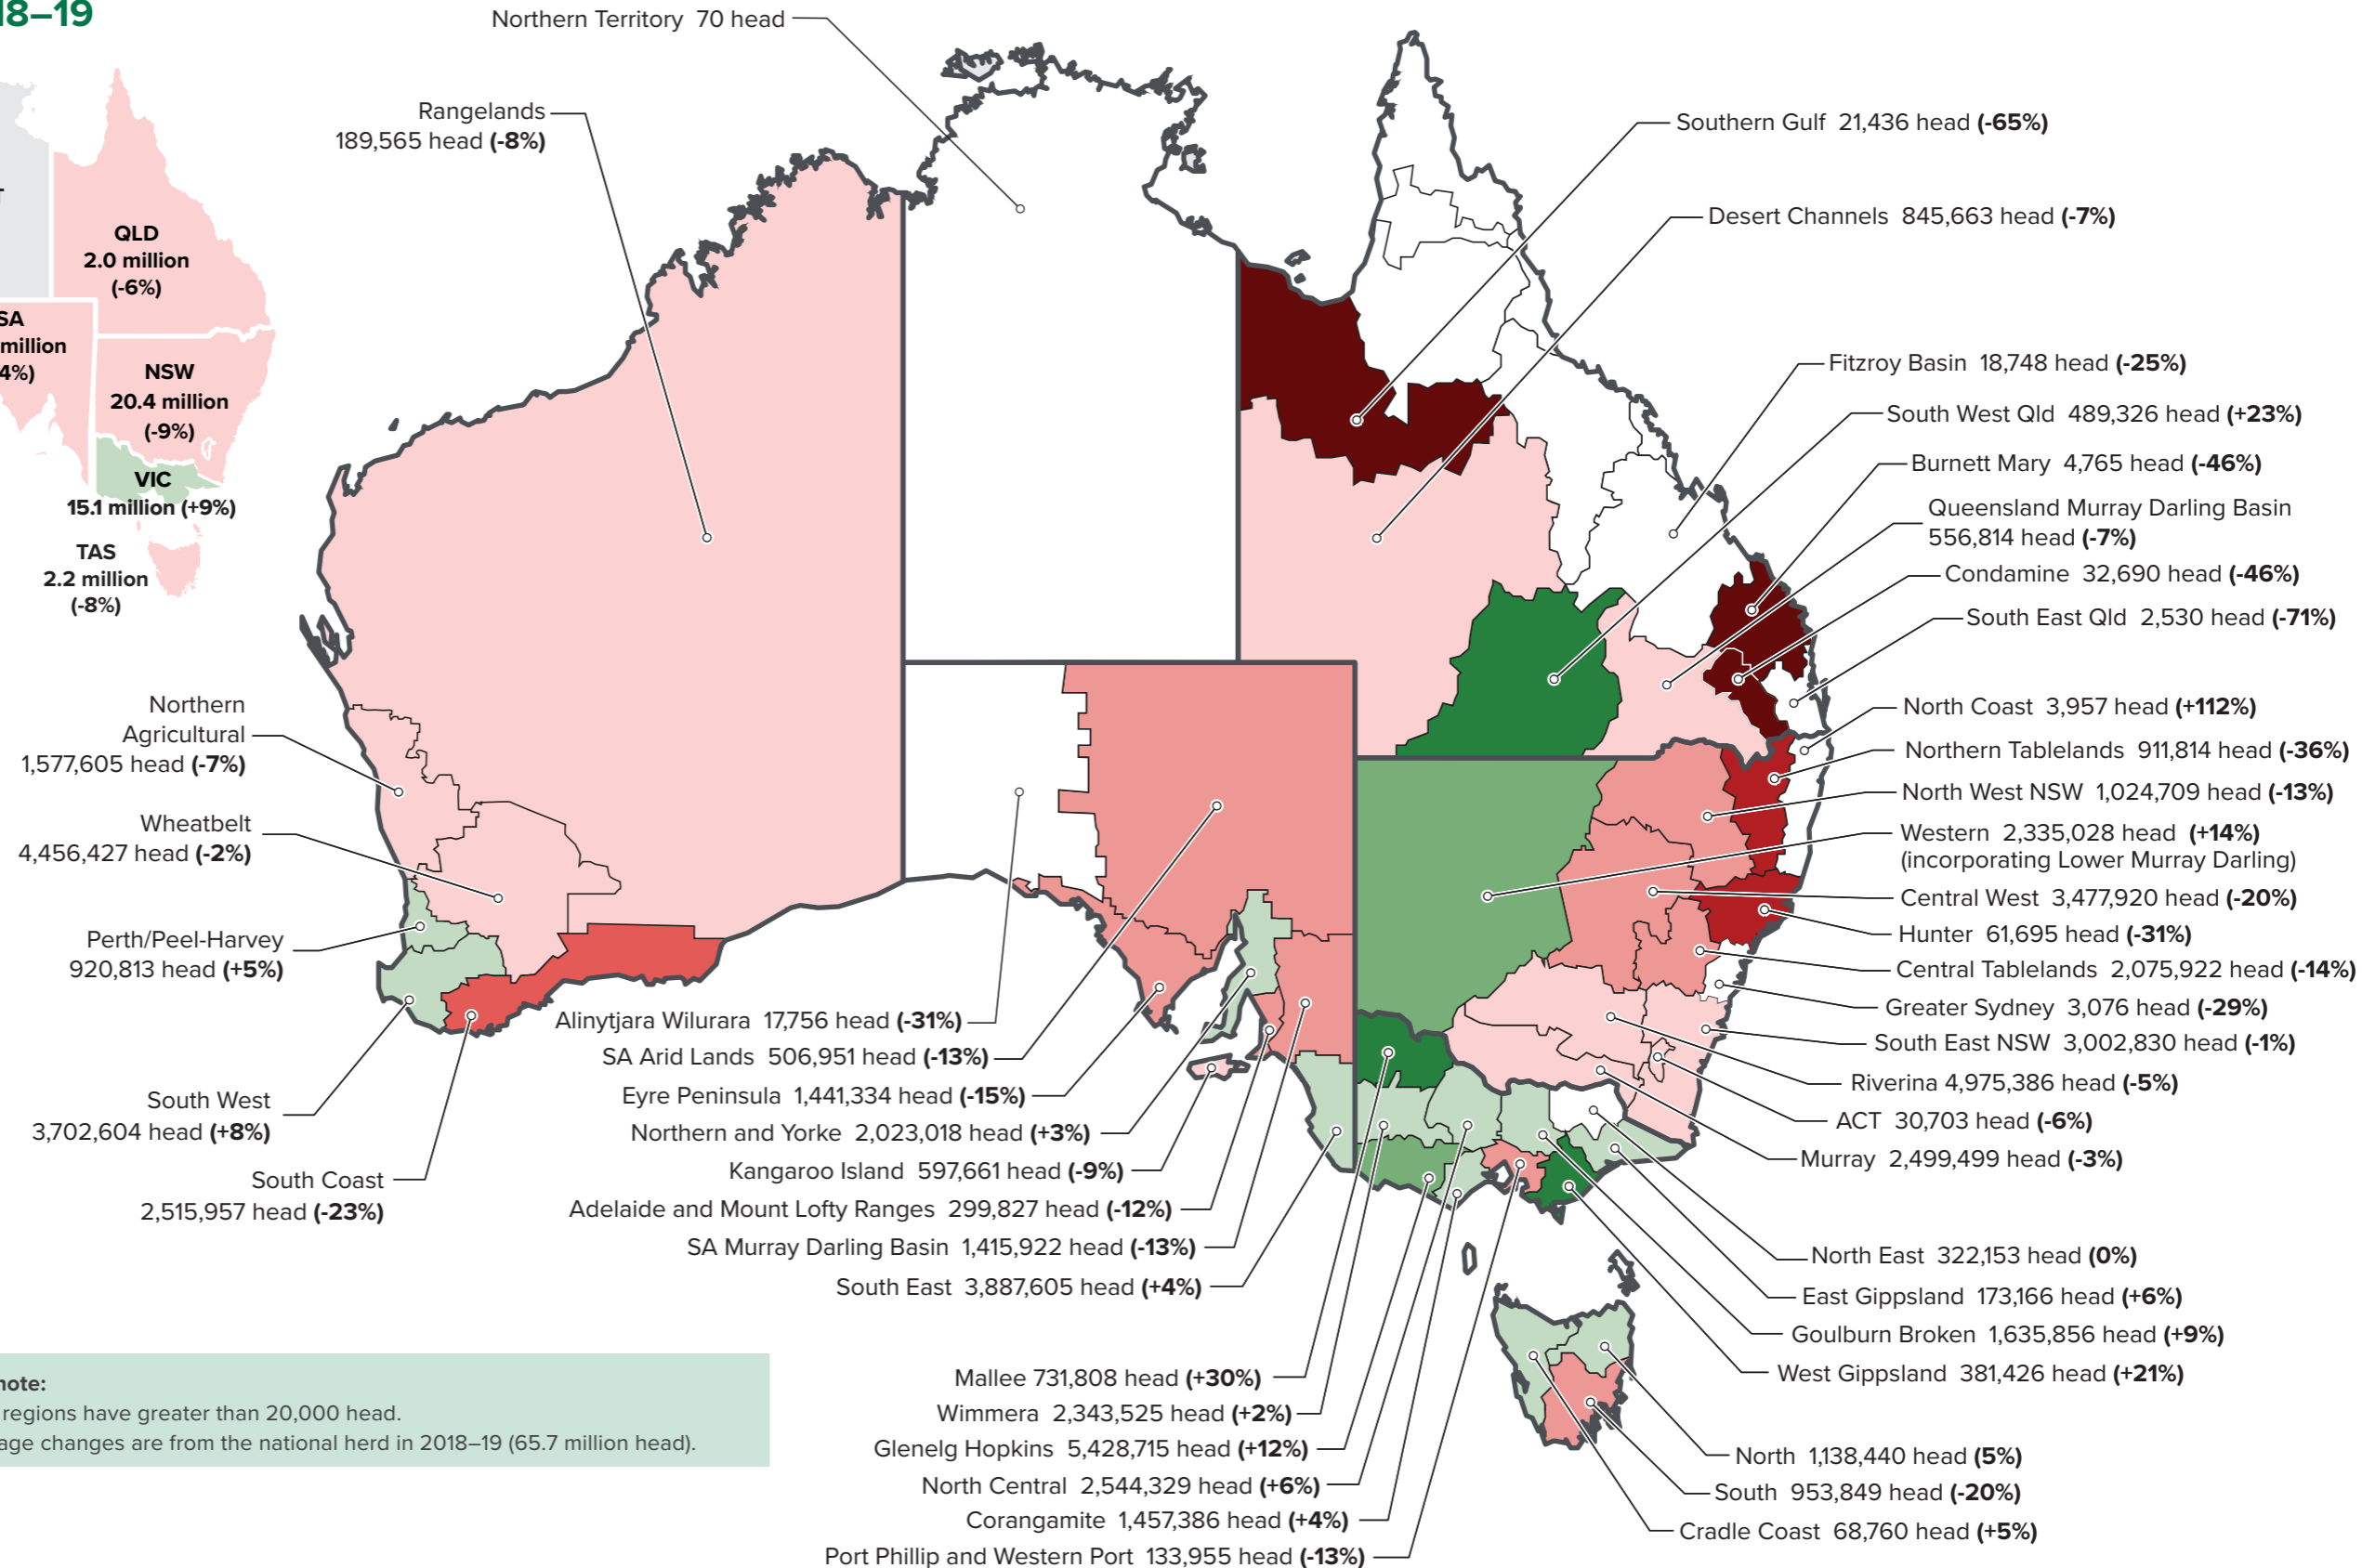 18–19
QLD
2.0 million
(-6%)
SA
million
4%)
NSW
20.4 million
(-9%)
VIC
15.1 million (+9%)
TAS
2.2 million
(-8%)
Northern Territory 70 head
Rangelands
189,565 head (-8%)
Northern
Agricultural
1,577,605 head (-7%)
Wheatbelt
4,456,427 head (-2%)
Perth/Peel-Harvey
920,813 head (+5%)
South West
3,702,604 head (+8%)
South Coast
2,515,957 head (-23%)
Alinytjara Wilurara 17,756 head (-31%)
SA Arid Lands 506,951 head (-13%)
Eyre Peninsula 1,441,334 head (-15%)
Northern and Yorke 2,023,018 head (+3%)
Kangaroo Island 597,661 head (-9%)
Adelaide and Mount Lofty Ranges 299,827 head (-12%)
SA Murray Darling Basin 1,415,922 head (-13%)
South East 3,887,605 head (+4%)
Mallee 731,808 head (+30%)
Wimmera 2,343,525 head (+2%)
Glenelg Hopkins 5,428,715 head (+12%)
North Central 2,544,329 head (+6%)
Corangamite 1,457,386 head (+4%)
Port Phillip and Western Port 133,955 head (-13%)
Southern Gulf 21,436 head (-65%)
Desert Channels 845,663 head (-7%)
Fitzroy Basin 18,748 head (-25%)
South West Qld 489,326 head (+23%)
Burnett Mary 4,765 head (-46%)
Queensland Murray Darling Basin
556,814 head (-7%)
Condamine 32,690 head (-46%)
South East Qld 2,530 head (-71%)
North Coast 3,957 head (+112%)
Northern Tablelands 911,814 head (-36%)
North West NSW 1,024,709 head (-13%)
Western 2,335,028 head (+14%)
(incorporating Lower Murray Darling)
Central West 3,477,920 head (-20%)
Hunter 61,695 head (-31%)
Central Tablelands 2,075,922 head (-14%)
Greater Sydney 3,076 head (-29%)
South East NSW 3,002,830 head (-1%)
Riverina 4,975,386 head (-5%)
ACT 30,703 head (-6%)
Murray 2,499,499 head (-3%)
North East 322,153 head (0%)
East Gippsland 173,166 head (+6%)
Goulburn Broken 1,635,856 head (+9%)
West Gippsland 381,426 head (+21%)
North 1,138,440 head (5%)
South 953,849 head (-20%)
Cradle Coast 68,760 head (+5%)
note:
regions have greater than 20,000 head.
age changes are from the national herd in 2018–19 (65.7 million head).